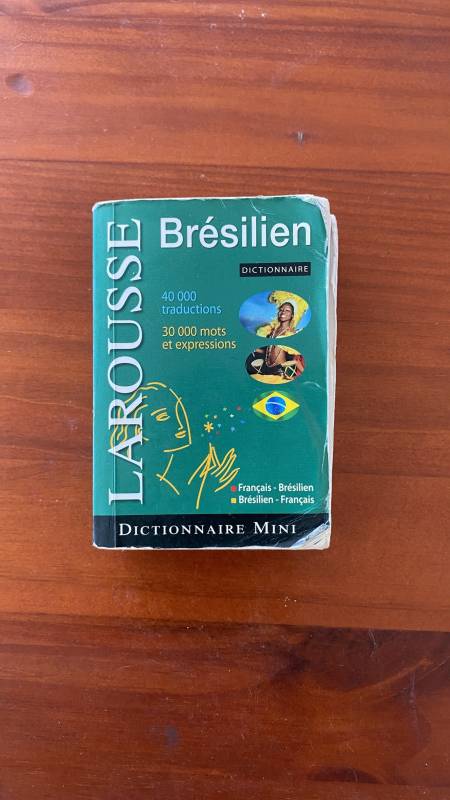 LAROUSSE
Brésilien
DICTIONNAIRE
40 000
traductions
30 000 mots
et expressions
Français - Brésilien
Brésilien - Français
DICTIONNAIRE MINI